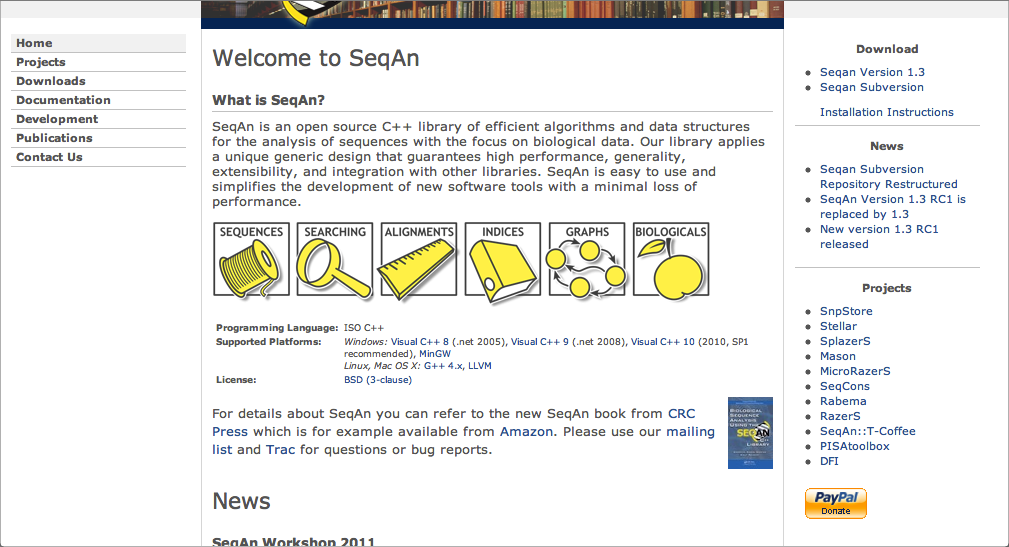 Home
Projects
Downloads
Documentation
Development
Publications
Contact Us
Welcome to SeqAn
What is SeqAn?
SeqAn is an open source C++ library of efficient algorithms and data structures
for the analysis of sequences with the focus on biological data. Our library applies
a unique generic design that guarantees high performance, generality,
extensibility, and integration with other libraries. SeqAn is easy to use and
simplifies the development of new software tools with a minimal loss of
performance.
SEQUENCES SEARCHING ALIGNMENTS INDICES GRAPHS BIOLOGICALS
Programming Language: ISO C++
Supported Platforms: Windows: Visual C++ 8 (.net 2005), Visual C++ 9 (.net 2008), Visual C++ 10 (2010, SP1
recommended), MinGW
Linux, Mac OS X: G++ 4.x, LLVM
License: BSD (3-clause)
For details about SeqAn you can refer to the new SeqAn book from CRC
Press which is for example available from Amazon. Please use our mailing
list and Trac for questions or bug reports.
BIOLOGICAL
SEQUENCE
ANALYSIS
USING THE
SEQAN
C++
LIBRARY
News
SeqAn Workshop 2011
Download
Seqan Version 1.3
Seqan Subversion
Installation Instructions
News
Seqan Subversion
Repository Restructured
SeqAn Version 1.3 RC1 is
replaced by 1.3
New version 1.3 RC1
released
Projects
SnpStore
Stellar
SplazerS
Mason
MicroRazerS
SeqCons
Rabema
RazerS
SeqAn::T-Coffee
PISAtoolbox
DFI
PayPal
Donate